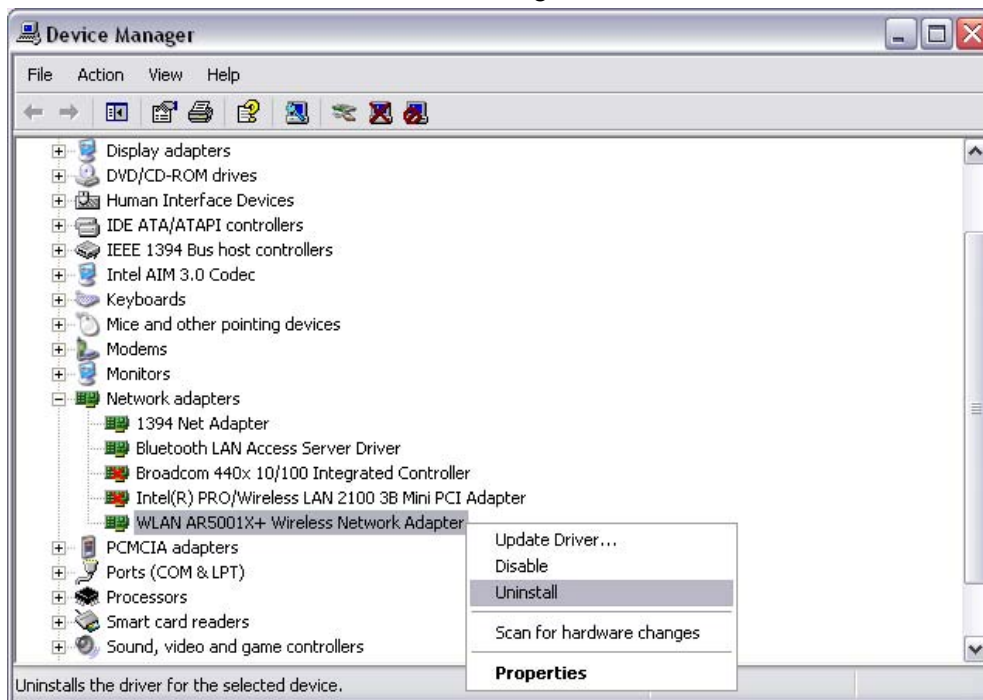 Device Manager
File Action View Help
Display adapters
DVD/CD-ROM drives
Human Interface Devices
IDE ATA/ATAPI controllers
IEEE 1394 Bus host controllers
Intel AIM 3.0 Codec
Keyboards
Mice and other pointing devices
Modems
Monitors
Network adapters
1394 Net Adapter
Bluetooth LAN Access Server Driver
Broadcom 440x 10/100 Integrated Controller
Intel(R) PRO/Wireless LAN 2100 3B Mini PCI Adapter
WLAN AR5001X+ Wireless Network Adapter
PCMCIA adapters
Ports (COM & LPT)
Processors
Smart card readers
Sound, video and game controllers
Update Driver...
Disable
Uninstall
Scan for hardware changes
Properties
Uninstalls the driver for the selected device.